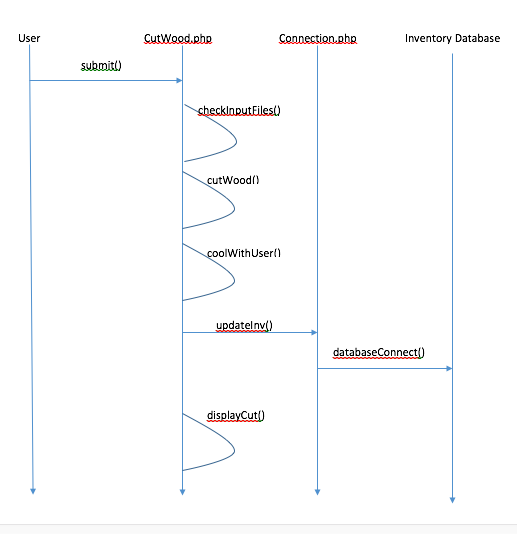 User
CutWood.php
Connection.php
Inventory Database
submit()
checkInputFiles()
cutWood()
coolWithUser()
updateInv()
databaseConnect()
displayCut()